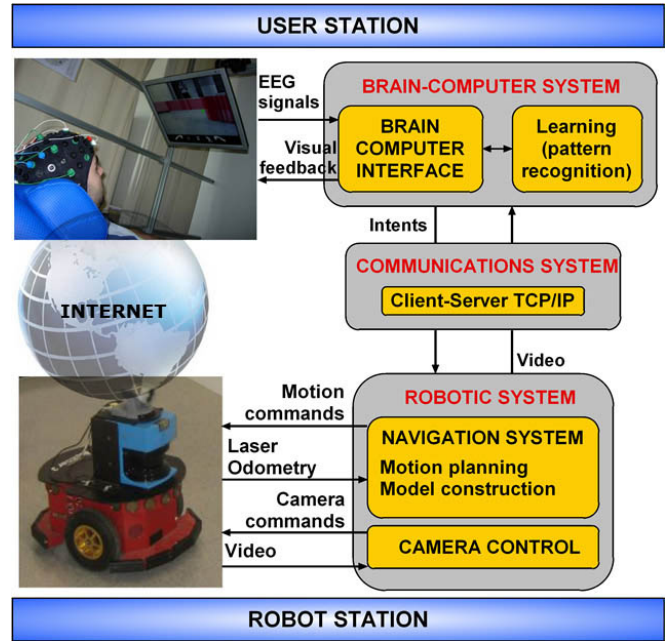 USER STATION
EEG
signals
Visual
feedback
BRAIN-COMPUTER SYSTEM
BRAIN
COMPUTER
INTERFACE
Learning
(pattern
recognition)
Intents
COMMUNICATIONS SYSTEM
Client-Server TCP/IP
INTERNET
Video
ROBOTIC SYSTEM
Motion
commands
Laser
Odometry
NAVIGATION SYSTEM
Motion planning
Model construction
Camera
commands
Video
CAMERA CONTROL
ROBOT STATION